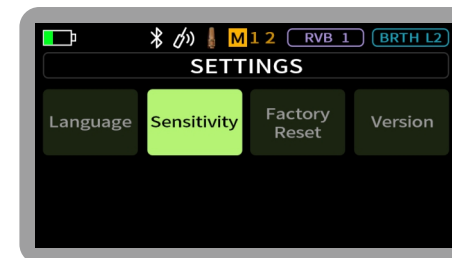 M 1 2 RVB 1 BRTH L2
SETTINGS
Language Sensitivity Factory Reset Version